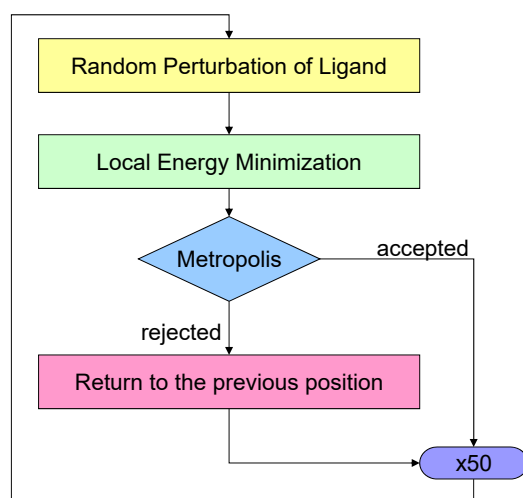 Random Perturbation of Ligand
Local Energy Minimization
Metropolis
accepted
rejected
Return to the previous position
x50